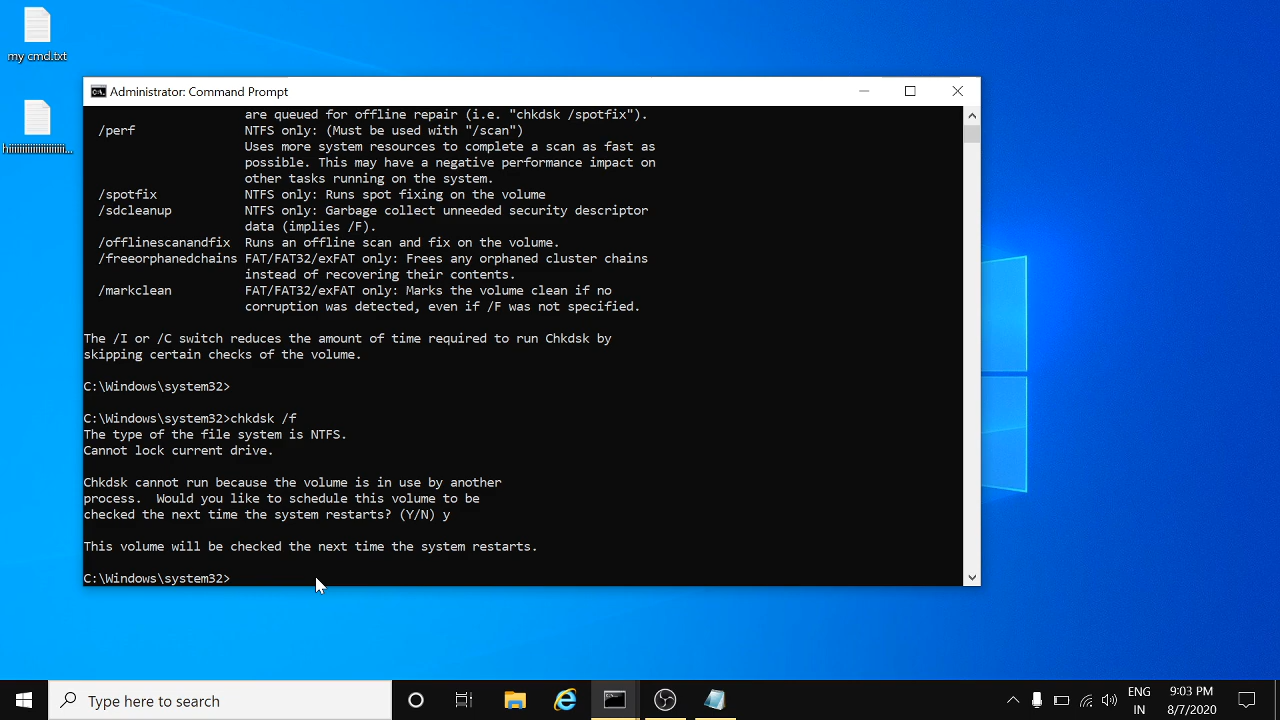 my cmd.txt
Administrator: Command Prompt
are queued for offline repair (i.e. "chkdsk /spotfix").
/perf NTFS only: (Must be used with "/scan")
Uses more system resources to complete a scan as fast as
possible. This may have a negative performance impact on
other tasks running on the system.
/spotfix NTFS only: Runs spot fixing on the volume
/sdcleanup NTFS only: Garbage collect unneeded security descriptor
data (implies /F).
/offlinescanandfix Runs an offline scan and fix on the volume.
/freeorphanedchains FAT/FAT32/exFAT only: Frees any orphaned cluster chains
instead of recovering their contents.
/markclean FAT/FAT32/exFAT only: Marks the volume clean if no
corruption was detected, even if /F was not specified.
The /I or /C switch reduces the amount of time required to run Chkdsk by
skipping certain checks of the volume.
C:\Windows\system32>
C:\Windows\system32>chkdsk /f
The type of the file system is NTFS.
Cannot lock current drive.
Chkdsk cannot run because the volume is in use by another
process.  Would you like to schedule this volume to be
checked the next time the system restarts? (Y/N) y
This volume will be checked the next time the system restarts.
C:\Windows\system32>
Type here to search
ENG
IN
9:03 PM
8/7/2020